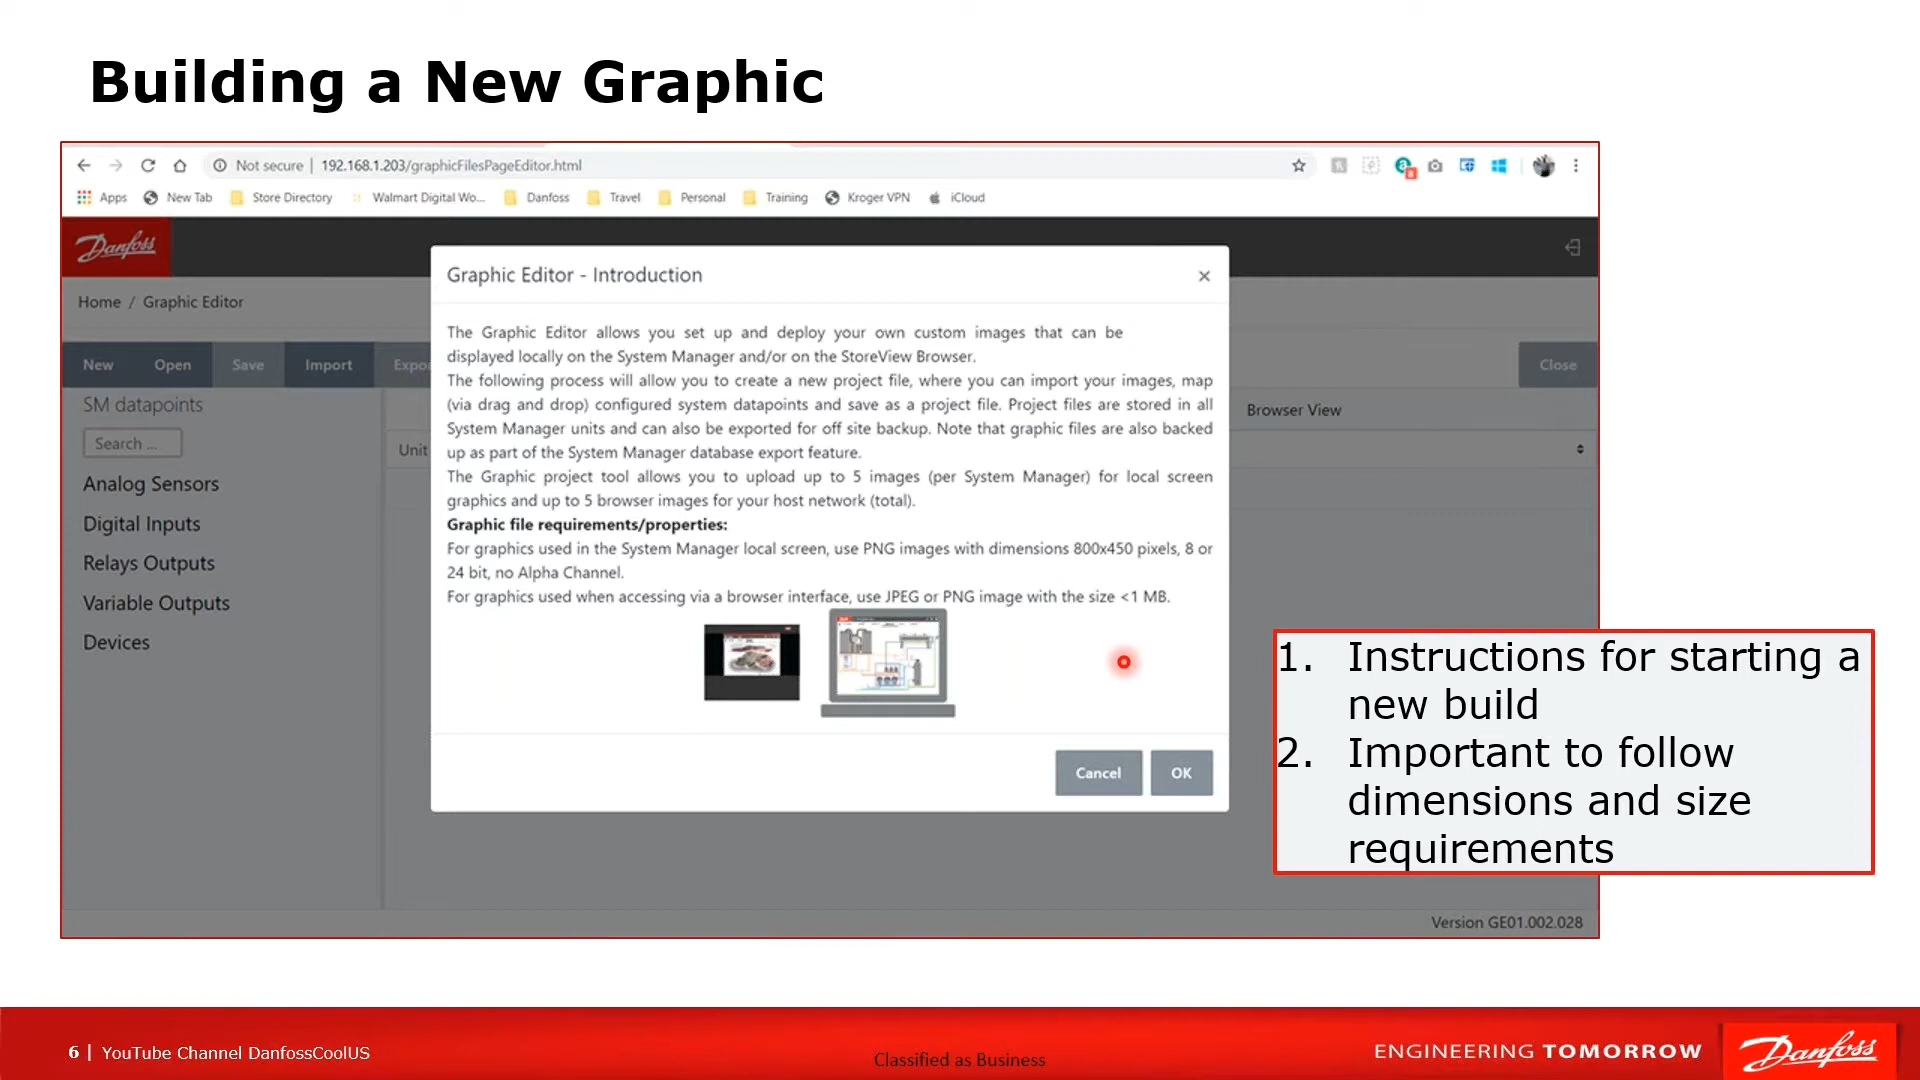 Building a New Graphic
Not secure | 192.168.1.203/graphicFilesPageEditor.html
Apps New Tab Store Directory Walmart Digital Wo... Danfoss Travel Personal Training Kroger VPN iCloud
Danfoss
Graphic Editor - Introduction
Home / Graphic Editor
The Graphic Editor allows you set up and deploy your own custom images that can be
displayed locally on the System Manager and/or on the StoreView Browser.
The following process will allow you to create a new project file, where you can import your images, map
(via drag and drop) configured system datapoints and save as a project file. Project files are stored in all
System Manager units and can also be exported for off site backup. Note that graphic files are also backed
up as part of the System Manager database export feature.
The Graphic project tool allows you to upload up to 5 images (per System Manager) for local screen
graphics and up to 5 browser images for your host network (total).
Graphic file requirements/properties:
For graphics used in the System Manager local screen, use PNG images with dimensions 800x450 pixels, 8 or
24 bit, no Alpha Channel.
For graphics used when accessing via a browser interface, use JPEG or PNG image with the size <1 MB.
Cancel OK
New Open Save Import Expor
Close
SM datapoints
Search ...
Analog Sensors
Digital Inputs
Relays Outputs
Variable Outputs
Devices
Unit
Browser View
1. Instructions for starting a
new build
2. Important to follow
dimensions and size
requirements
Version GE01.002.028
6 | YouTube Channel DanfossCoolUS
Classified as Business
ENGINEERING TOMORROW
Danfoss